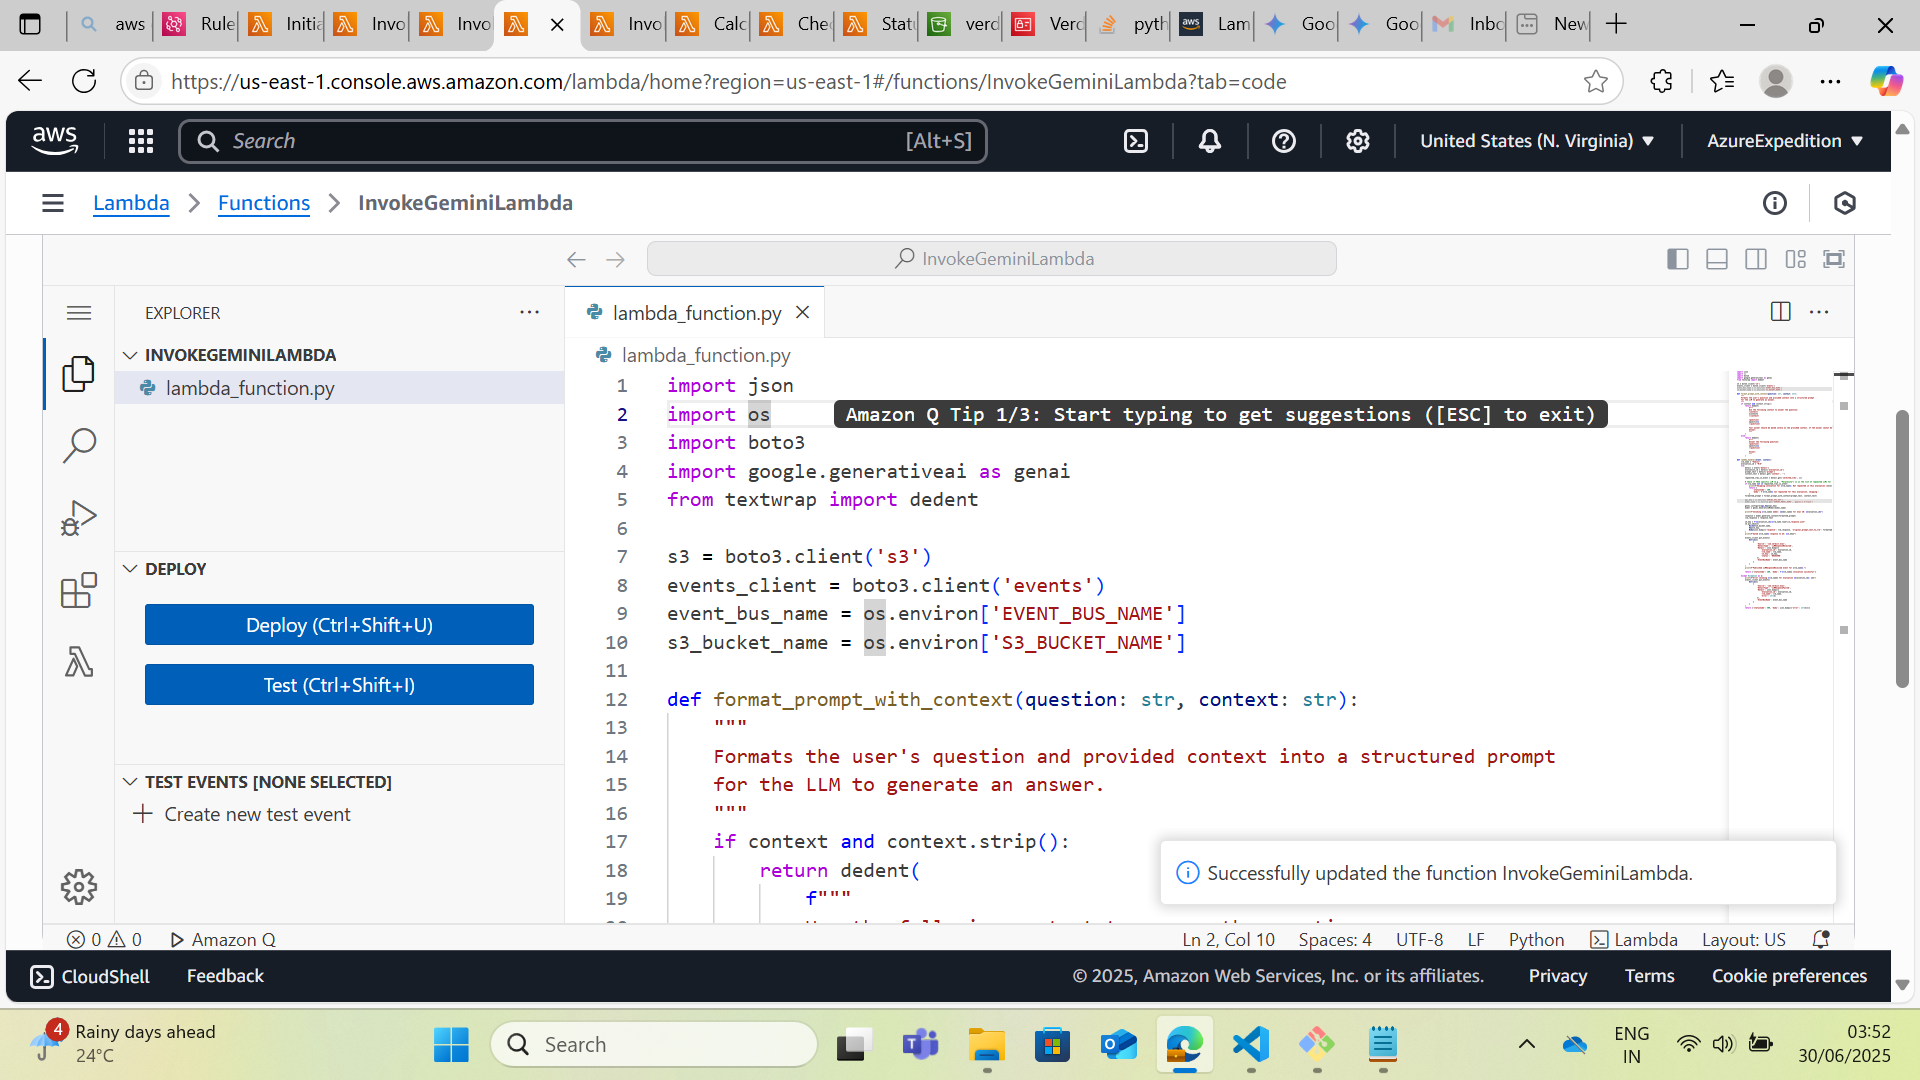 aws Rule Initia Invo Invo Invo Calc Che Statu verd Verd pyth Lam Goo Goo Inbo New
https://us-east-1.console.aws.amazon.com/lambda/home?region=us-east-1#/functions/InvokeGeminiLambda?tab=code
aws Search [Alt+S] United States (N. Virginia) AzureExpedition
Lambda Functions InvokeGeminiLambda
InvokeGeminiLambda
EXPLORER
INVOKEGEMINILAMBDA
lambda_function.py
DEPLOY
Deploy (Ctrl+Shift+U)
Test (Ctrl+Shift+I)
TEST EVENTS [NONE SELECTED]
Create new test event
lambda_function.py
lambda_function.py
1 import json
2 import os Amazon Q Tip 1/3: Start typing to get suggestions ([ESC] to exit)
3 import boto3
4 import google.generativeai as genai
5 from textwrap import dedent
6
7 s3 = boto3.client('s3')
8 events_client = boto3.client('events')
9 event_bus_name = os.environ['EVENT_BUS_NAME']
10 s3_bucket_name = os.environ['S3_BUCKET_NAME']
11
12 def format_prompt_with_context(question: str, context: str):
13 """
14 Formats the user's question and provided context into a structured prompt
15 for the LLM to generate an answer.
16 """
17 if context and context.strip():
18 return dedent(
19 f"""
Successfully updated the function InvokeGeminiLambda.
0 0 Amazon Q Ln 2, Col 10 Spaces: 4 UTF-8 LF Python Lambda Layout: US
CloudShell Feedback © 2025, Amazon Web Services, Inc. or its affiliates. Privacy Terms Cookie preferences
4 Rainy days ahead
24°C
Search
ENG
IN
03:52
30/06/2025